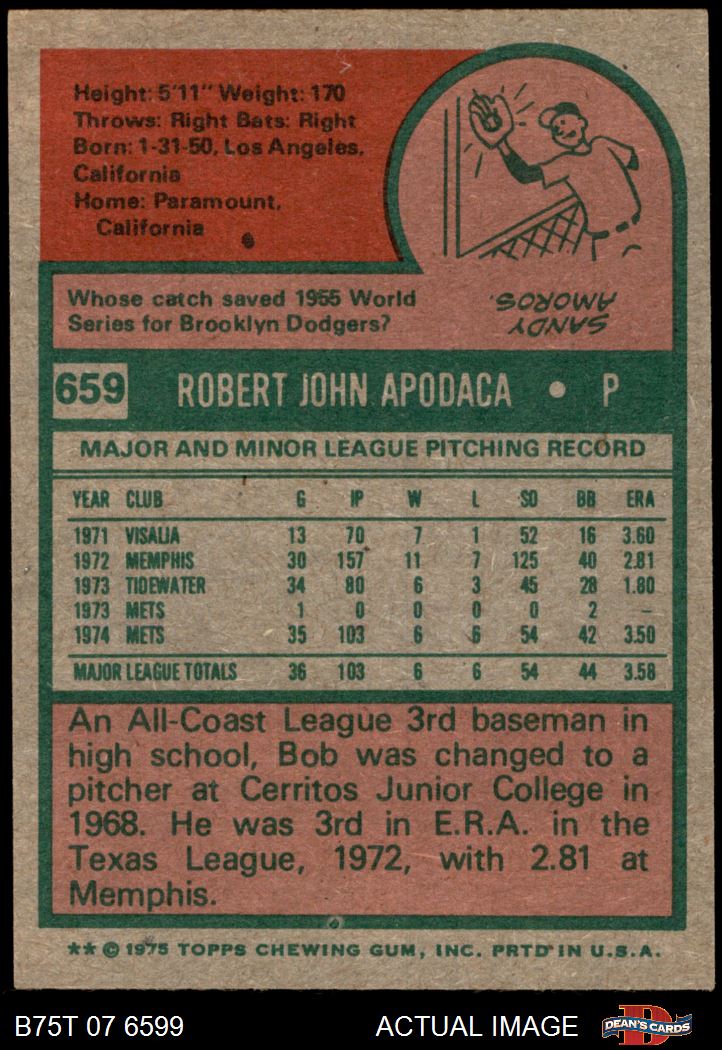 Height: 5'11" Weight: 170
Throws: Right Bats: Right
Born: 1-31-50, Los Angeles,
California
Home: Paramount,
California
Whose catch saved 1955 World
Series for Brooklyn Dodgers?
SANDY
AMOROS.
659 ROBERT JOHN APODACA • P
MAJOR AND MINOR LEAGUE PITCHING RECORD
YEAR CLUB G IP W L SO BB ERA
1971 VISALIA 13 70 7 1 52 16 3.60
1972 MEMPHIS 30 157 11 7 125 40 2.81
1973 TIDEWATER 34 80 6 3 45 28 1.80
1973 METS 1 0 0 0 0 2 –
1974 METS 35 103 6 6 54 42 3.50
MAJOR LEAGUE TOTALS 36 103 6 6 54 44 3.58
An All-Coast League 3rd baseman in
high school, Bob was changed to a
pitcher at Cerritos Junior College in
1968. He was 3rd in E.R.A. in the
Texas League, 1972, with 2.81 at
Memphis.
** © 1975 TOPPS CHEWING GUM, INC. PRTD IN U.S.A.
B75T 07 6599 ACTUAL IMAGE D DEAN'S CARDS